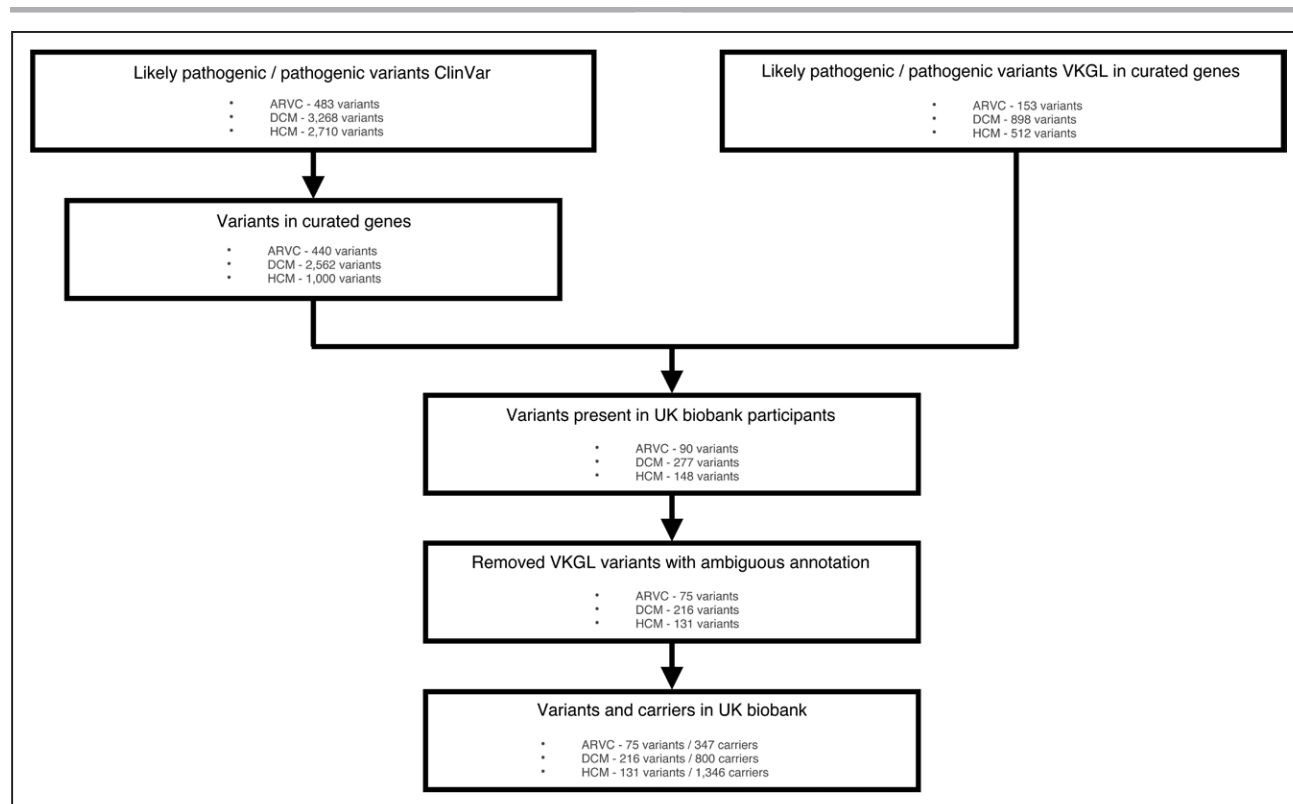 Likely pathogenic / pathogenic variants ClinVar
• ARVC - 483 variants
• DCM - 3,268 variants
• HCM - 2,710 variants
Likely pathogenic / pathogenic variants VKGL in curated genes
• ARVC - 153 variants
• DCM - 898 variants
• HCM - 512 variants
Variants in curated genes
• ARVC - 440 variants
• DCM - 2,562 variants
• HCM - 1,000 variants
Variants present in UK biobank participants
• ARVC - 90 variants
• DCM - 277 variants
• HCM - 148 variants
Removed VKGL variants with ambiguous annotation
• ARVC - 75 variants
• DCM - 216 variants
• HCM - 131 variants
Variants and carriers in UK biobank
• ARVC - 75 variants / 347 carriers
• DCM - 216 variants / 800 carriers
• HCM - 131 variants / 1,346 carriers